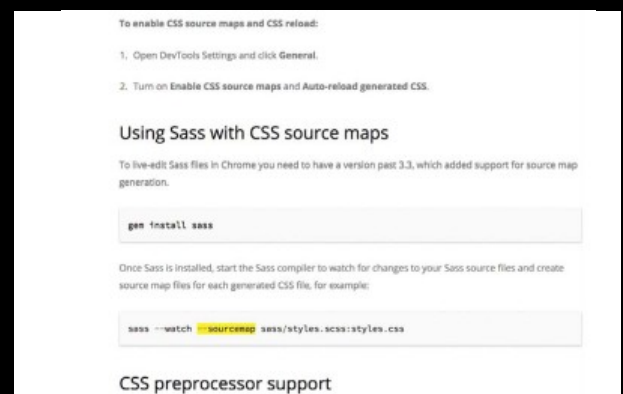 To enable CSS source maps and CSS reload:
1. Open DevTools Settings and click General.
2. Turn on Enable CSS source maps and Auto-reload generated CSS.
Using Sass with CSS source maps
To live-edit Sass files in Chrome you need to have a version past 3.3, which added support for source map
generation.
gem install sass
Once Sass is installed, start the Sass compiler to watch for changes to your Sass source files and create
source map files for each generated CSS file, for example:
sass --watch --sourcemap sass/styles.scss:styles.css
CSS preprocessor support